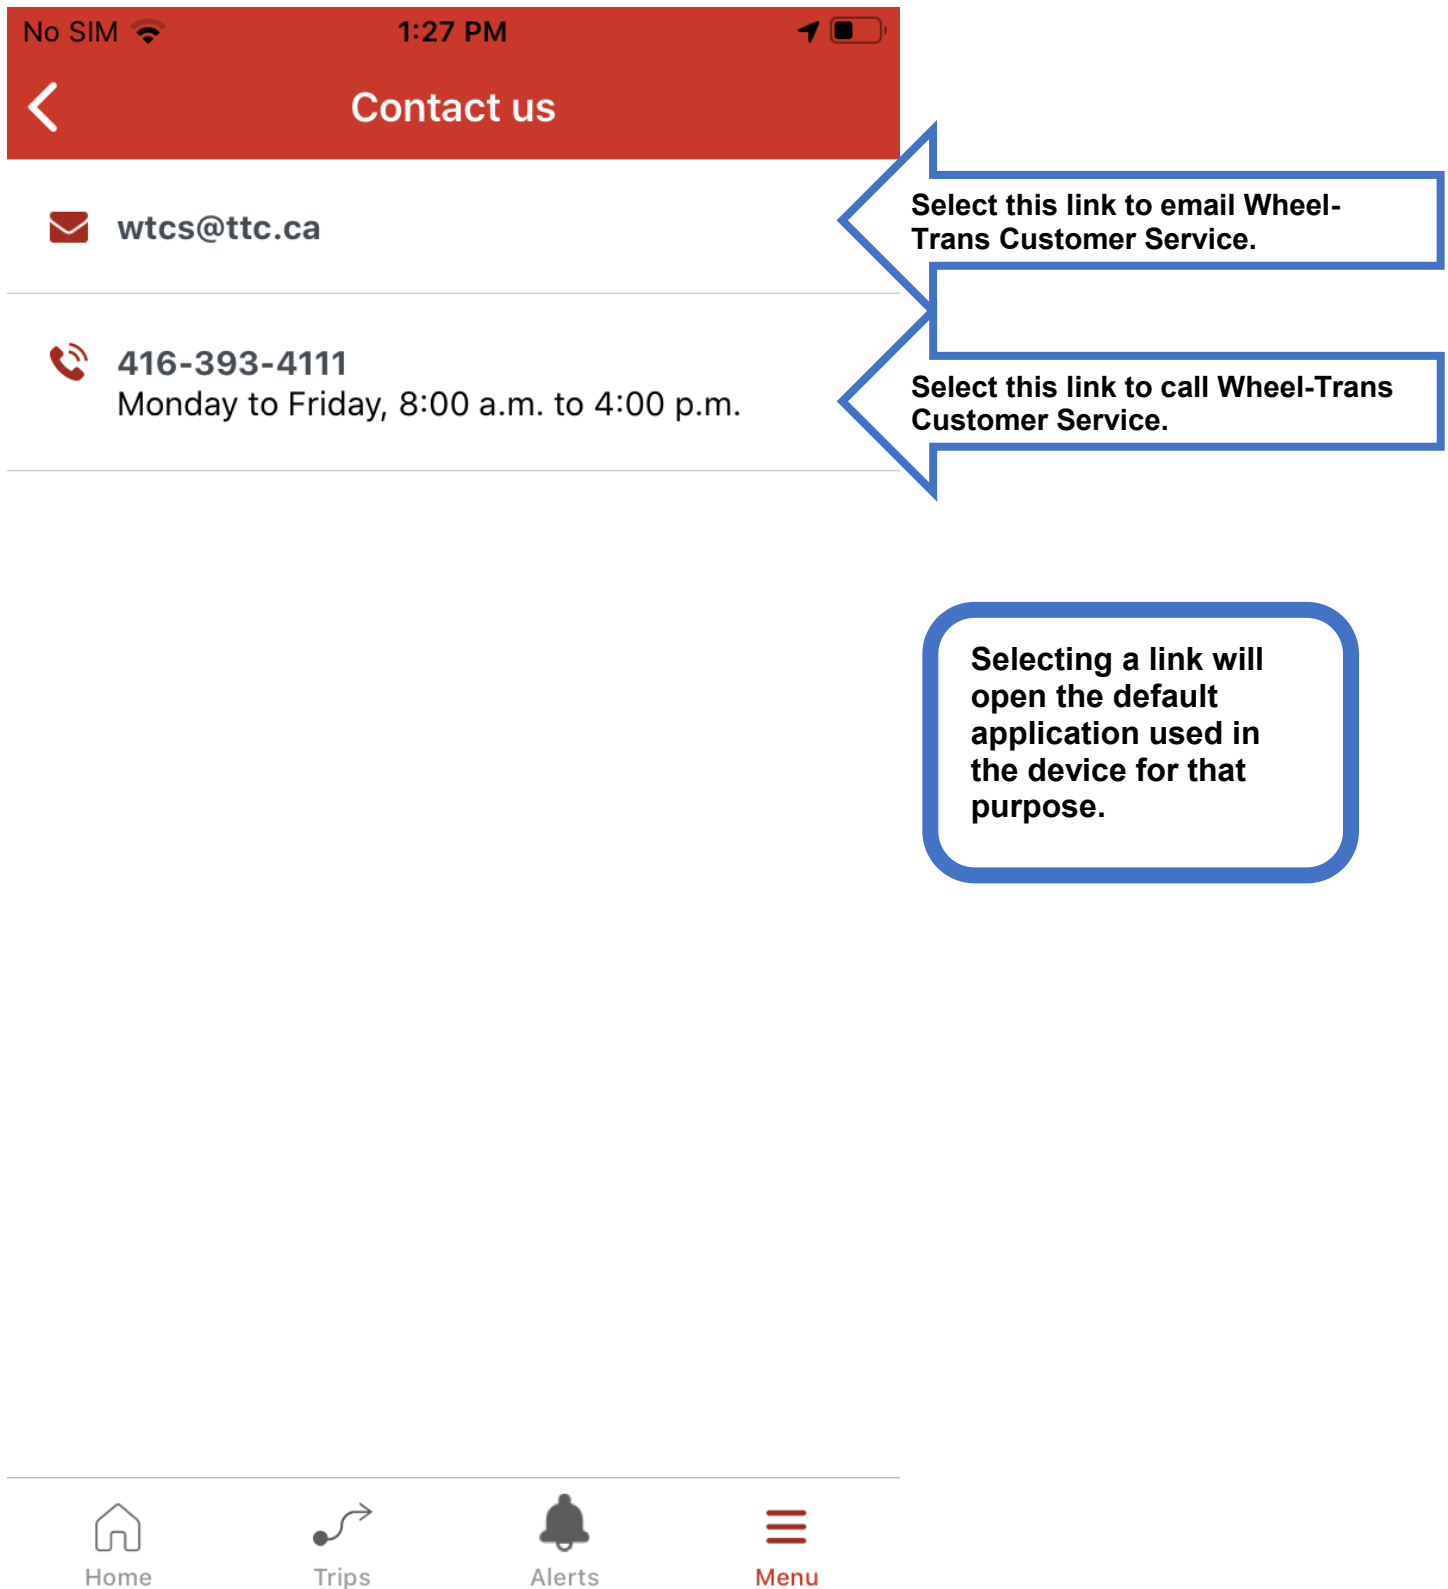 No SIM 1:27 PM
Contact us
wtcs@ttc.ca
Select this link to email Wheel-
Trans Customer Service.
416-393-4111
Monday to Friday, 8:00 a.m. to 4:00 p.m.
Select this link to call Wheel-Trans
Customer Service.
Selecting a link will
open the default
application used in
the device for that
purpose.
Home Trips Alerts Menu